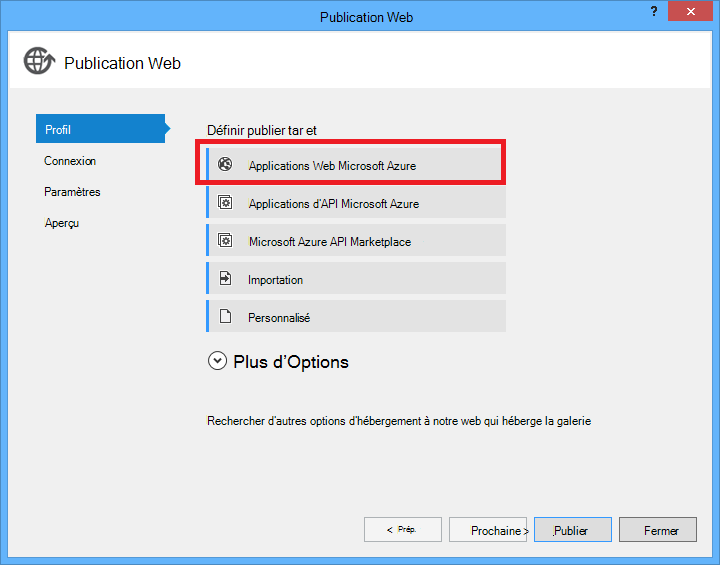 Publication Web
?
Publication Web
Profil
Connexion
Paramètres
Aperçu
Définir publier tar et
Applications Web Microsoft Azure
Applications d'API Microsoft Azure
Microsoft Azure API Marketplace
Importation
Personnalisé
Plus d'Options
Rechercher d'autres options d'hébergement à notre web qui héberge la galerie
< Prép.
Prochaine >
Publier
Fermer